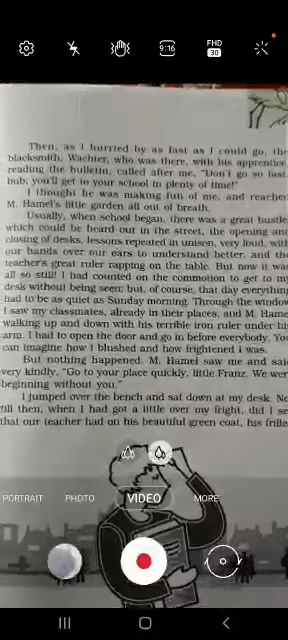 9:16
FHD
30
Then, as I hurried by as fast as I could go, the
blacksmith, Wachter, who was there, with his apprentice,
reading the bulletin, called after me, "Don't go so fast,
bub; you'll get to your school in plenty of time!"
I thought he was making fun of me, and reached
M. Hamel's little garden all out of breath.
Usually, when school began, there was a great bustle,
which could be heard out in the street, the opening and
closing of desks, lessons repeated in unison, very loud, with
our hands over our ears to understand better, and the
teacher's great ruler rapping on the table. But now it was
all so still! I had counted on the commotion to get to my
desk without being seen; but, of course, that day everything
had to be as quiet as Sunday morning. Through the window
I saw my classmates, already in their places, and M. Hamel
walking up and down with his terrible iron ruler under his
arm. I had to open the door and go in before everybody. You
can imagine how I blushed and how frightened I was.
But nothing happened. M. Hamel saw me and said
very kindly, "Go to your place quickly, little Franz. We were
beginning without you."
I jumped over the bench and sat down at my desk. Not
till then, when I had got a little over my fright, did I see
that our teacher had on his beautiful green coat, his frilled
PORTRAIT PHOTO VIDEO MORE